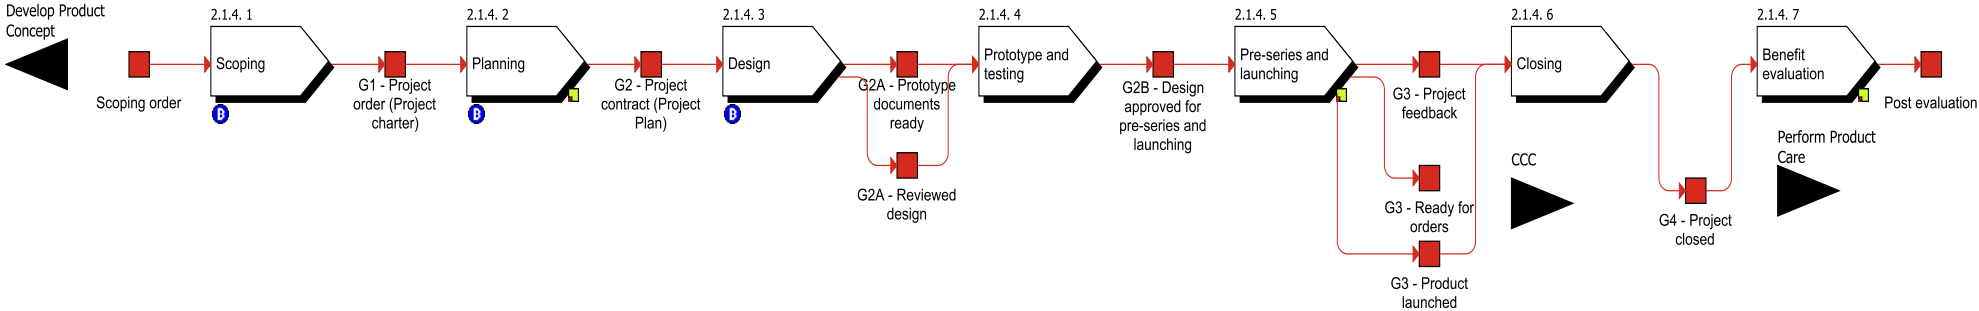 Develop Product
Concept
Scoping order
2.1.4. 1
Scoping
B
G1 - Project
order (Project
charter)
2.1.4. 2
Planning
B
G2 - Project
contract (Project
Plan)
2.1.4. 3
Design
B
G2A - Prototype
documents
ready
G2A - Reviewed
design
2.1.4. 4
Prototype and
testing
G2B - Design
approved for
pre-series and
launching
2.1.4. 5
Pre-series and
launching
G3 - Project
feedback
G3 - Ready for
orders
G3 - Product
launched
2.1.4. 6
Closing
CCC
G4 - Project
closed
2.1.4. 7
Benefit
evaluation
Perform Product
Care
Post evaluation